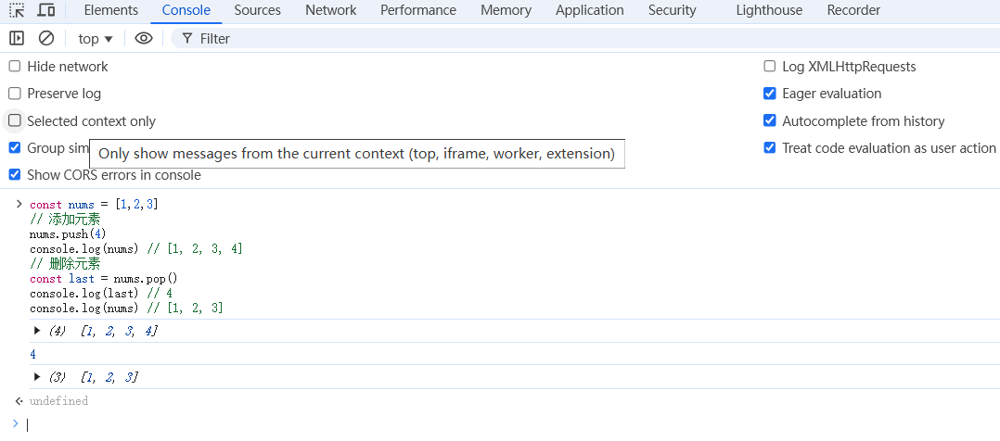 Elements Console Sources Network Performance Memory Application Security Lighthouse Recorder
top Filter
Hide network Log XMLHttpRequests
Preserve log Eager evaluation
Selected context only Autocomplete from history
Group sim Treat code evaluation as user action
Only show messages from the current context (top, iframe, worker, extension)
Show CORS errors in console
const nums = [1,2,3]
// 添加元素
nums.push(4)
console.log(nums) // [1, 2, 3, 4]
// 删除元素
const last = nums.pop()
console.log(last) // 4
console.log(nums) // [1, 2, 3]
(4) [1, 2, 3, 4]
4
(3) [1, 2, 3]
undefined